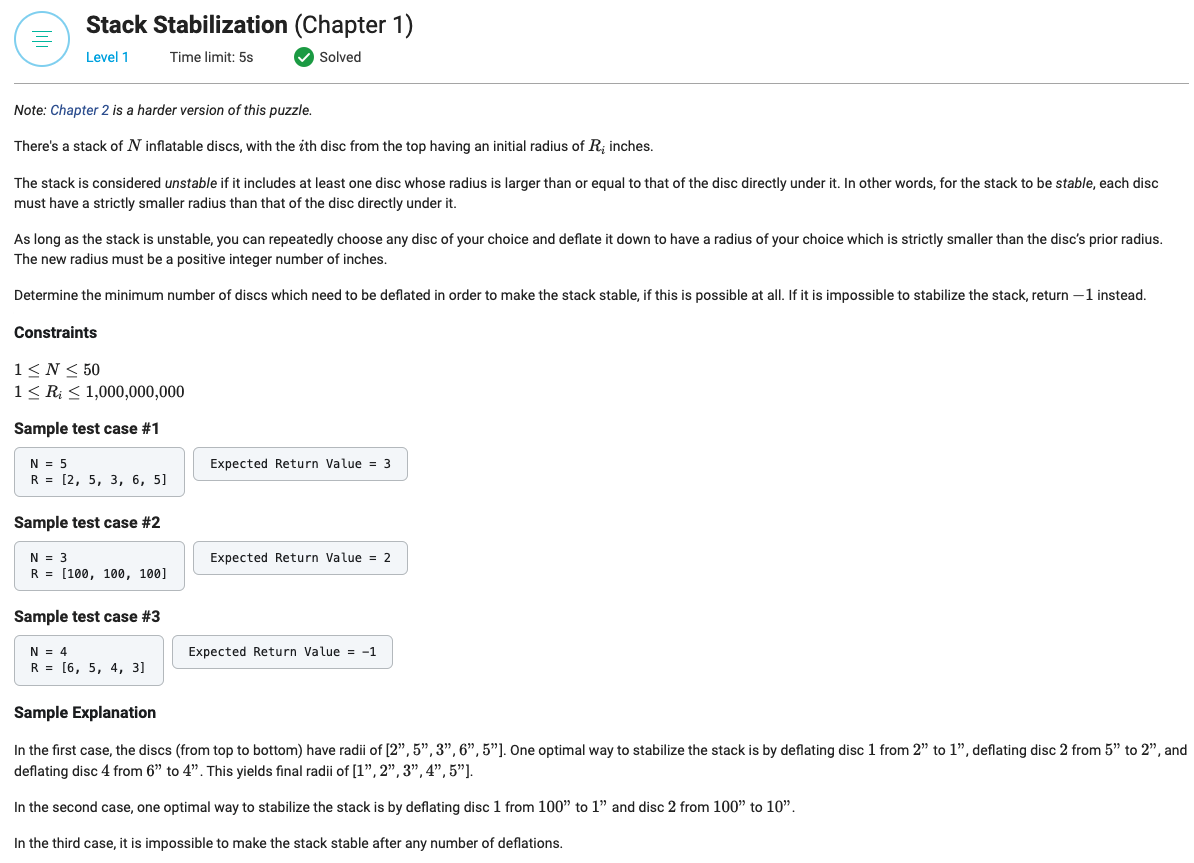 Stack Stabilization (Chapter 1)
Level 1 Time limit: 5s Solved
Note: Chapter 2 is a harder version of this puzzle.
There's a stack of N inflatable discs, with the ith disc from the top having an initial radius of Rᵢ inches.
The stack is considered unstable if it includes at least one disc whose radius is larger than or equal to that of the disc directly under it. In other words, for the stack to be stable, each disc
must have a strictly smaller radius than that of the disc directly under it.
As long as the stack is unstable, you can repeatedly choose any disc of your choice and deflate it down to have a radius of your choice which is strictly smaller than the disc’s prior radius.
The new radius must be a positive integer number of inches.
Determine the minimum number of discs which need to be deflated in order to make the stack stable, if this is possible at all. If it is impossible to stabilize the stack, return −1 instead.
Constraints
1 ≤ N ≤ 50
1 ≤ Rᵢ ≤ 1,000,000,000
Sample test case #1
N = 5
R = [2, 5, 3, 6, 5]
Expected Return Value = 3
Sample test case #2
N = 3
R = [100, 100, 100]
Expected Return Value = 2
Sample test case #3
N = 4
R = [6, 5, 4, 3]
Expected Return Value = -1
Sample Explanation
In the first case, the discs (from top to bottom) have radii of [2”, 5”, 3”, 6”, 5”]. One optimal way to stabilize the stack is by deflating disc 1 from 2” to 1”, deflating disc 2 from 5” to 2”, and
deflating disc 4 from 6” to 4”. This yields final radii of [1”, 2”, 3”, 4”, 5”].
In the second case, one optimal way to stabilize the stack is by deflating disc 1 from 100” to 1” and disc 2 from 100” to 10”.
In the third case, it is impossible to make the stack stable after any number of deflations.